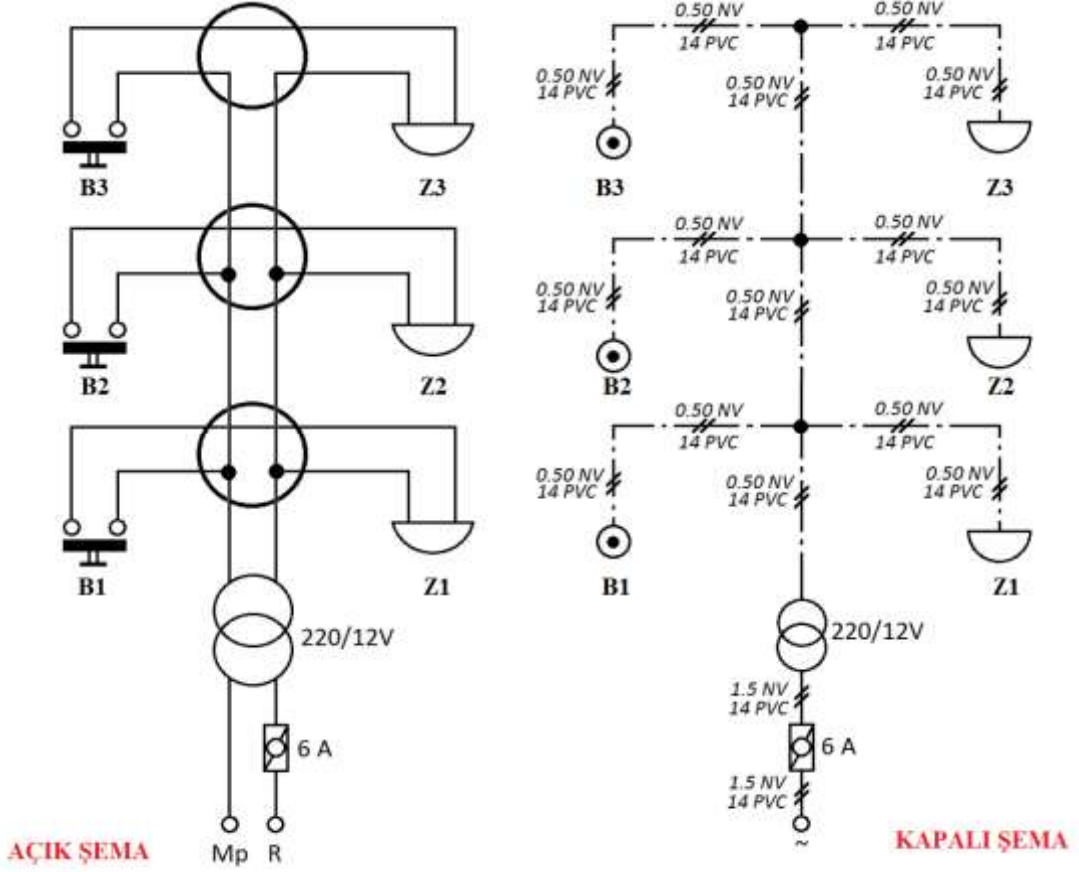 B3
Z3
B2
Z2
B1
Z1
220/12V
6 A
Mp R
AÇIK ŞEMA
0.50 NV
14 PVC
0.50 NV
14 PVC
0.50 NV
14 PVC
0.50 NV
14 PVC
0.50 NV
14 PVC
B3
Z3
0.50 NV
14 PVC
0.50 NV
14 PVC
0.50 NV
14 PVC
0.50 NV
14 PVC
0.50 NV
14 PVC
B2
Z2
0.50 NV
14 PVC
0.50 NV
14 PVC
0.50 NV
14 PVC
0.50 NV
14 PVC
0.50 NV
14 PVC
B1
Z1
220/12V
1.5 NV
14 PVC
6 A
1.5 NV
14 PVC
~
KAPALI ŞEMA